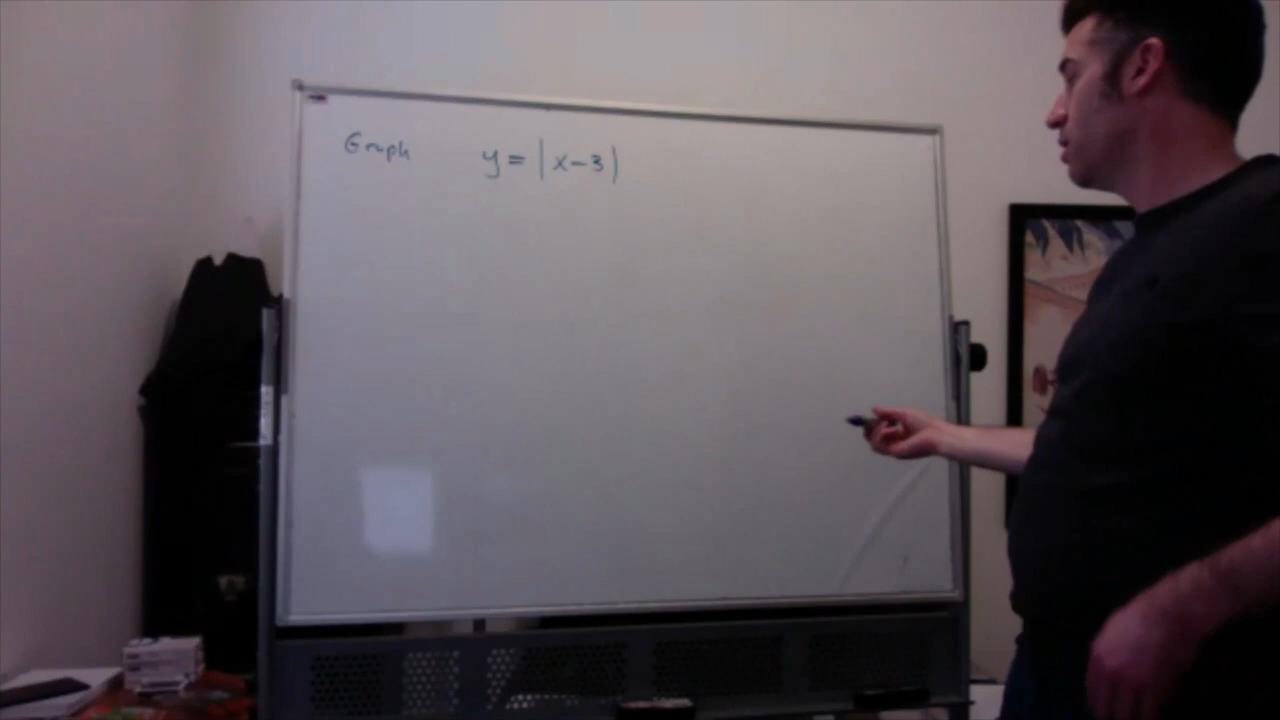 Graph y = |x-3|